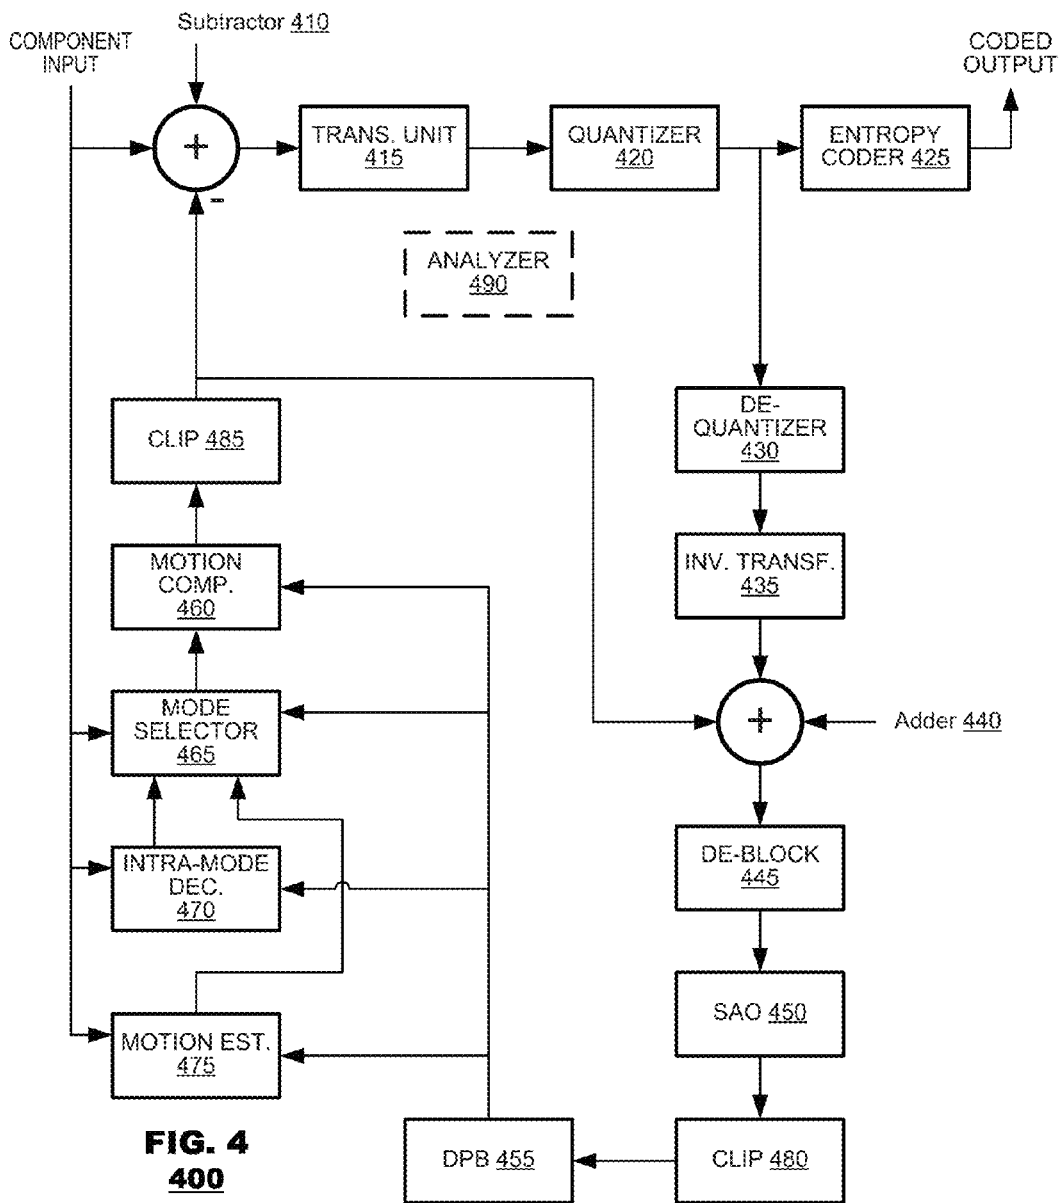 Subtractor 410
COMPONENT
INPUT
CODED
OUTPUT
+
TRANS. UNIT
415
QUANTIZER
420
ENTROPY
CODER 425
-
ANALYZER
490
CLIP 485
DE-
QUANTIZER
430
MOTION
COMP.
460
INV. TRANSF.
435
MODE
SELECTOR
465
+
Adder 440
INTRA-MODE
DEC.
470
DE-BLOCK
445
MOTION EST.
475
SAO 450
FIG. 4
400
DPB 455
CLIP 480